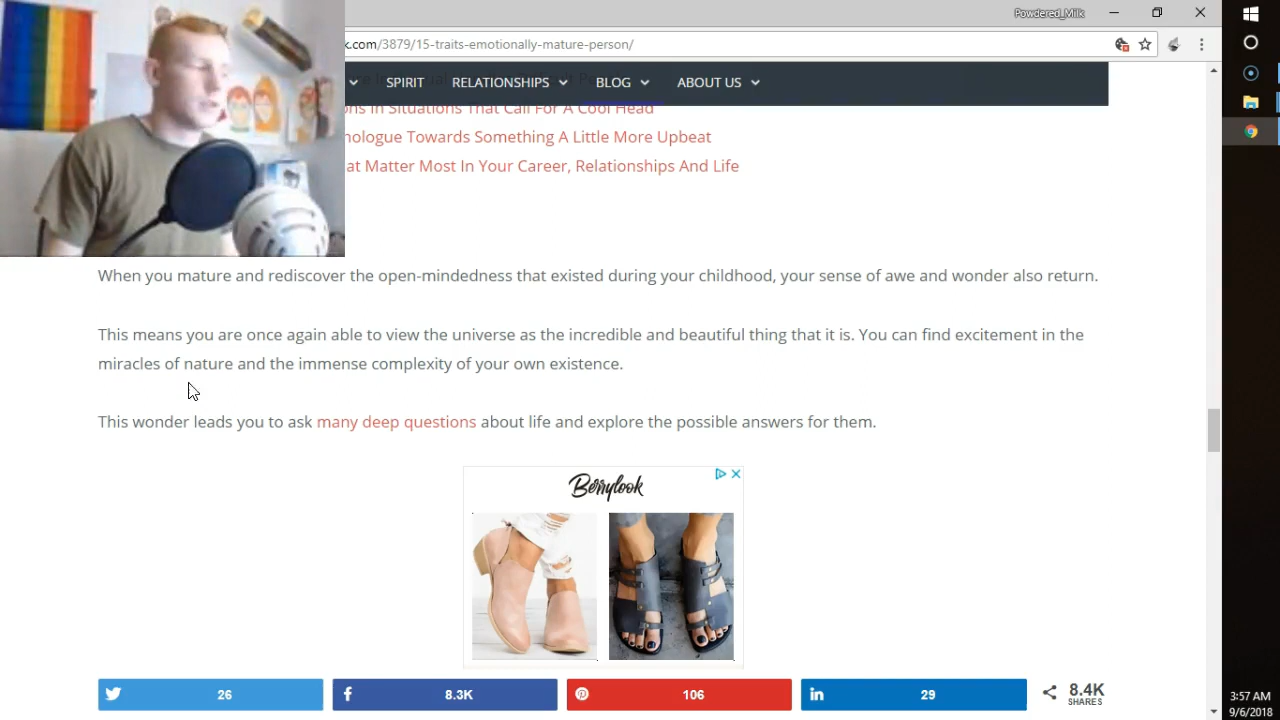 Powdered_Milk
k.com/3879/15-traits-emotionally-mature-person/
SPIRIT RELATIONSHIPS BLOG ABOUT US
ons In Situations That Call For A Cool Head
nologue Towards Something A Little More Upbeat
at Matter Most In Your Career, Relationships And Life
When you mature and rediscover the open-mindedness that existed during your childhood, your sense of awe and wonder also return.
This means you are once again able to view the universe as the incredible and beautiful thing that it is. You can find excitement in the
miracles of nature and the immense complexity of your own existence.
This wonder leads you to ask many deep questions about life and explore the possible answers for them.
Berrylook
26 8.3K 106 29 8.4K
SHARES
3:57 AM
9/6/2018